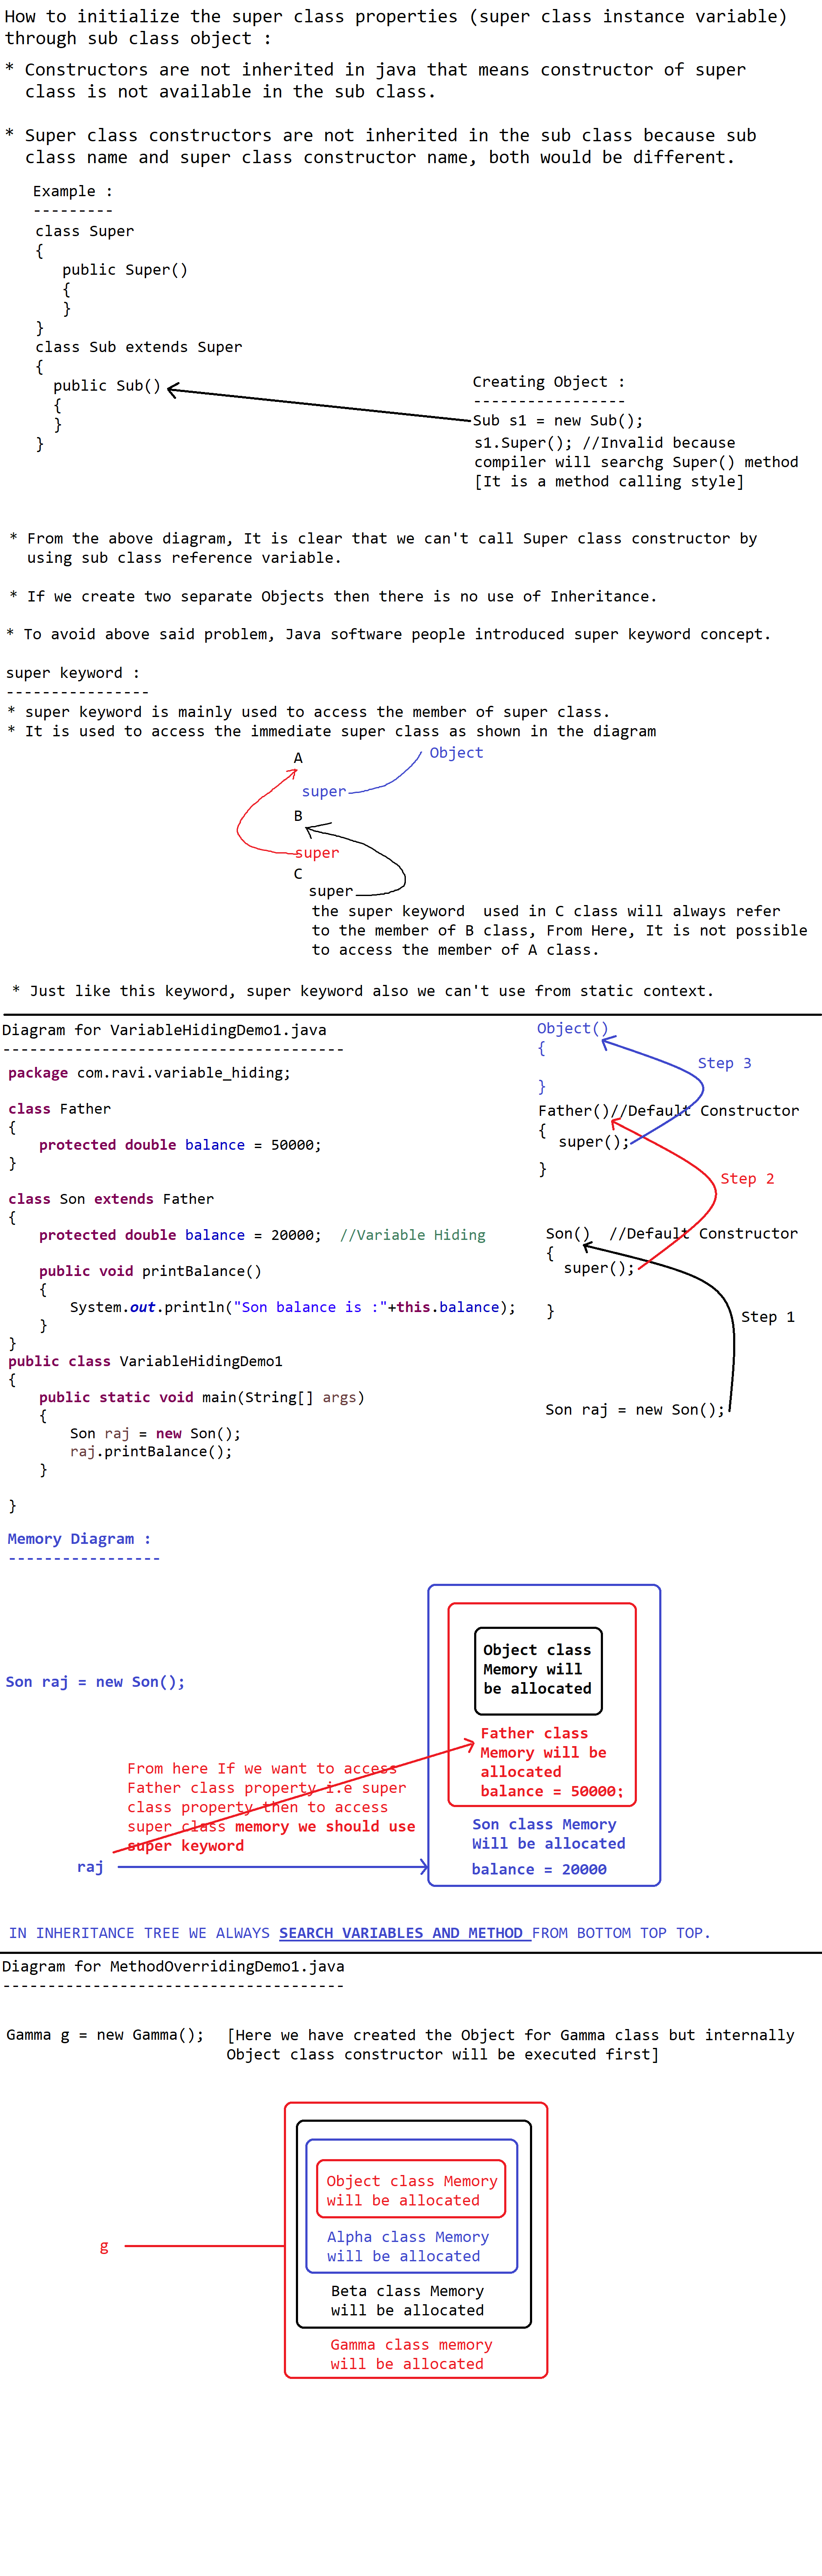 How to initialize the super class properties (super class instance variable)
through sub class object :
* Constructors are not inherited in java that means constructor of super
class is not available in the sub class.
* Super class constructors are not inherited in the sub class because sub
class name and super class constructor name, both would be different.
Example :
---------
class Super
{
public Super()
{
}
}
class Sub extends Super
{
public Sub()
{
}
}
Creating Object :
-----------------
Sub s1 = new Sub();
s1.Super(); //Invalid because
compiler will searchg Super() method
[It is a method calling style]
* From the above diagram, It is clear that we can't call Super class constructor by
using sub class reference variable.
* If we create two separate Objects then there is no use of Inheritance.
* To avoid above said problem, Java software people introduced super keyword concept.
super keyword :
----------------
* super keyword is mainly used to access the member of super class.
* It is used to access the immediate super class as shown in the diagram
Object
A
super
B
super
C
super
the super keyword  used in C class will always refer
to the member of B class, From Here, It is not possible
to access the member of A class.
* Just like this keyword, super keyword also we can't use from static context.
Diagram for VariableHidingDemo1.java
--------------------------------------
package com.ravi.variable_hiding;
class Father
{
protected double balance = 50000;
}
class Son extends Father
{
protected double balance = 20000;  //Variable Hiding
public void printBalance()
{
System.out.println("Son balance is :"+this.balance);
}
}
public class VariableHidingDemo1
{
public static void main(String[] args)
{
Son raj = new Son();
raj.printBalance();
}
}
Object()
{
}
Step 3
Father()//Default Constructor
{
super();
}
Step 2
Son()  //Default Constructor
{
super();
}
Step 1
Son raj = new Son();
Memory Diagram :
-----------------
Son raj = new Son();
Object class
Memory will
be allocated
Father class
Memory will be
allocated
balance = 50000;
Son class Memory
Will be allocated
balance = 20000
From here If we want to access
Father class property i.e super
class property then to access
super class memory we should use
super keyword
raj
IN INHERITANCE TREE WE ALWAYS SEARCH VARIABLES AND METHOD FROM BOTTOM TOP TOP.
Diagram for MethodOverridingDemo1.java
--------------------------------------
Gamma g = new Gamma();  [Here we have created the Object for Gamma class but internally
Object class constructor will be executed first]
Object class Memory
will be allocated
Alpha class Memory
will be allocated
Beta class Memory
will be allocated
Gamma class memory
will be allocated
g